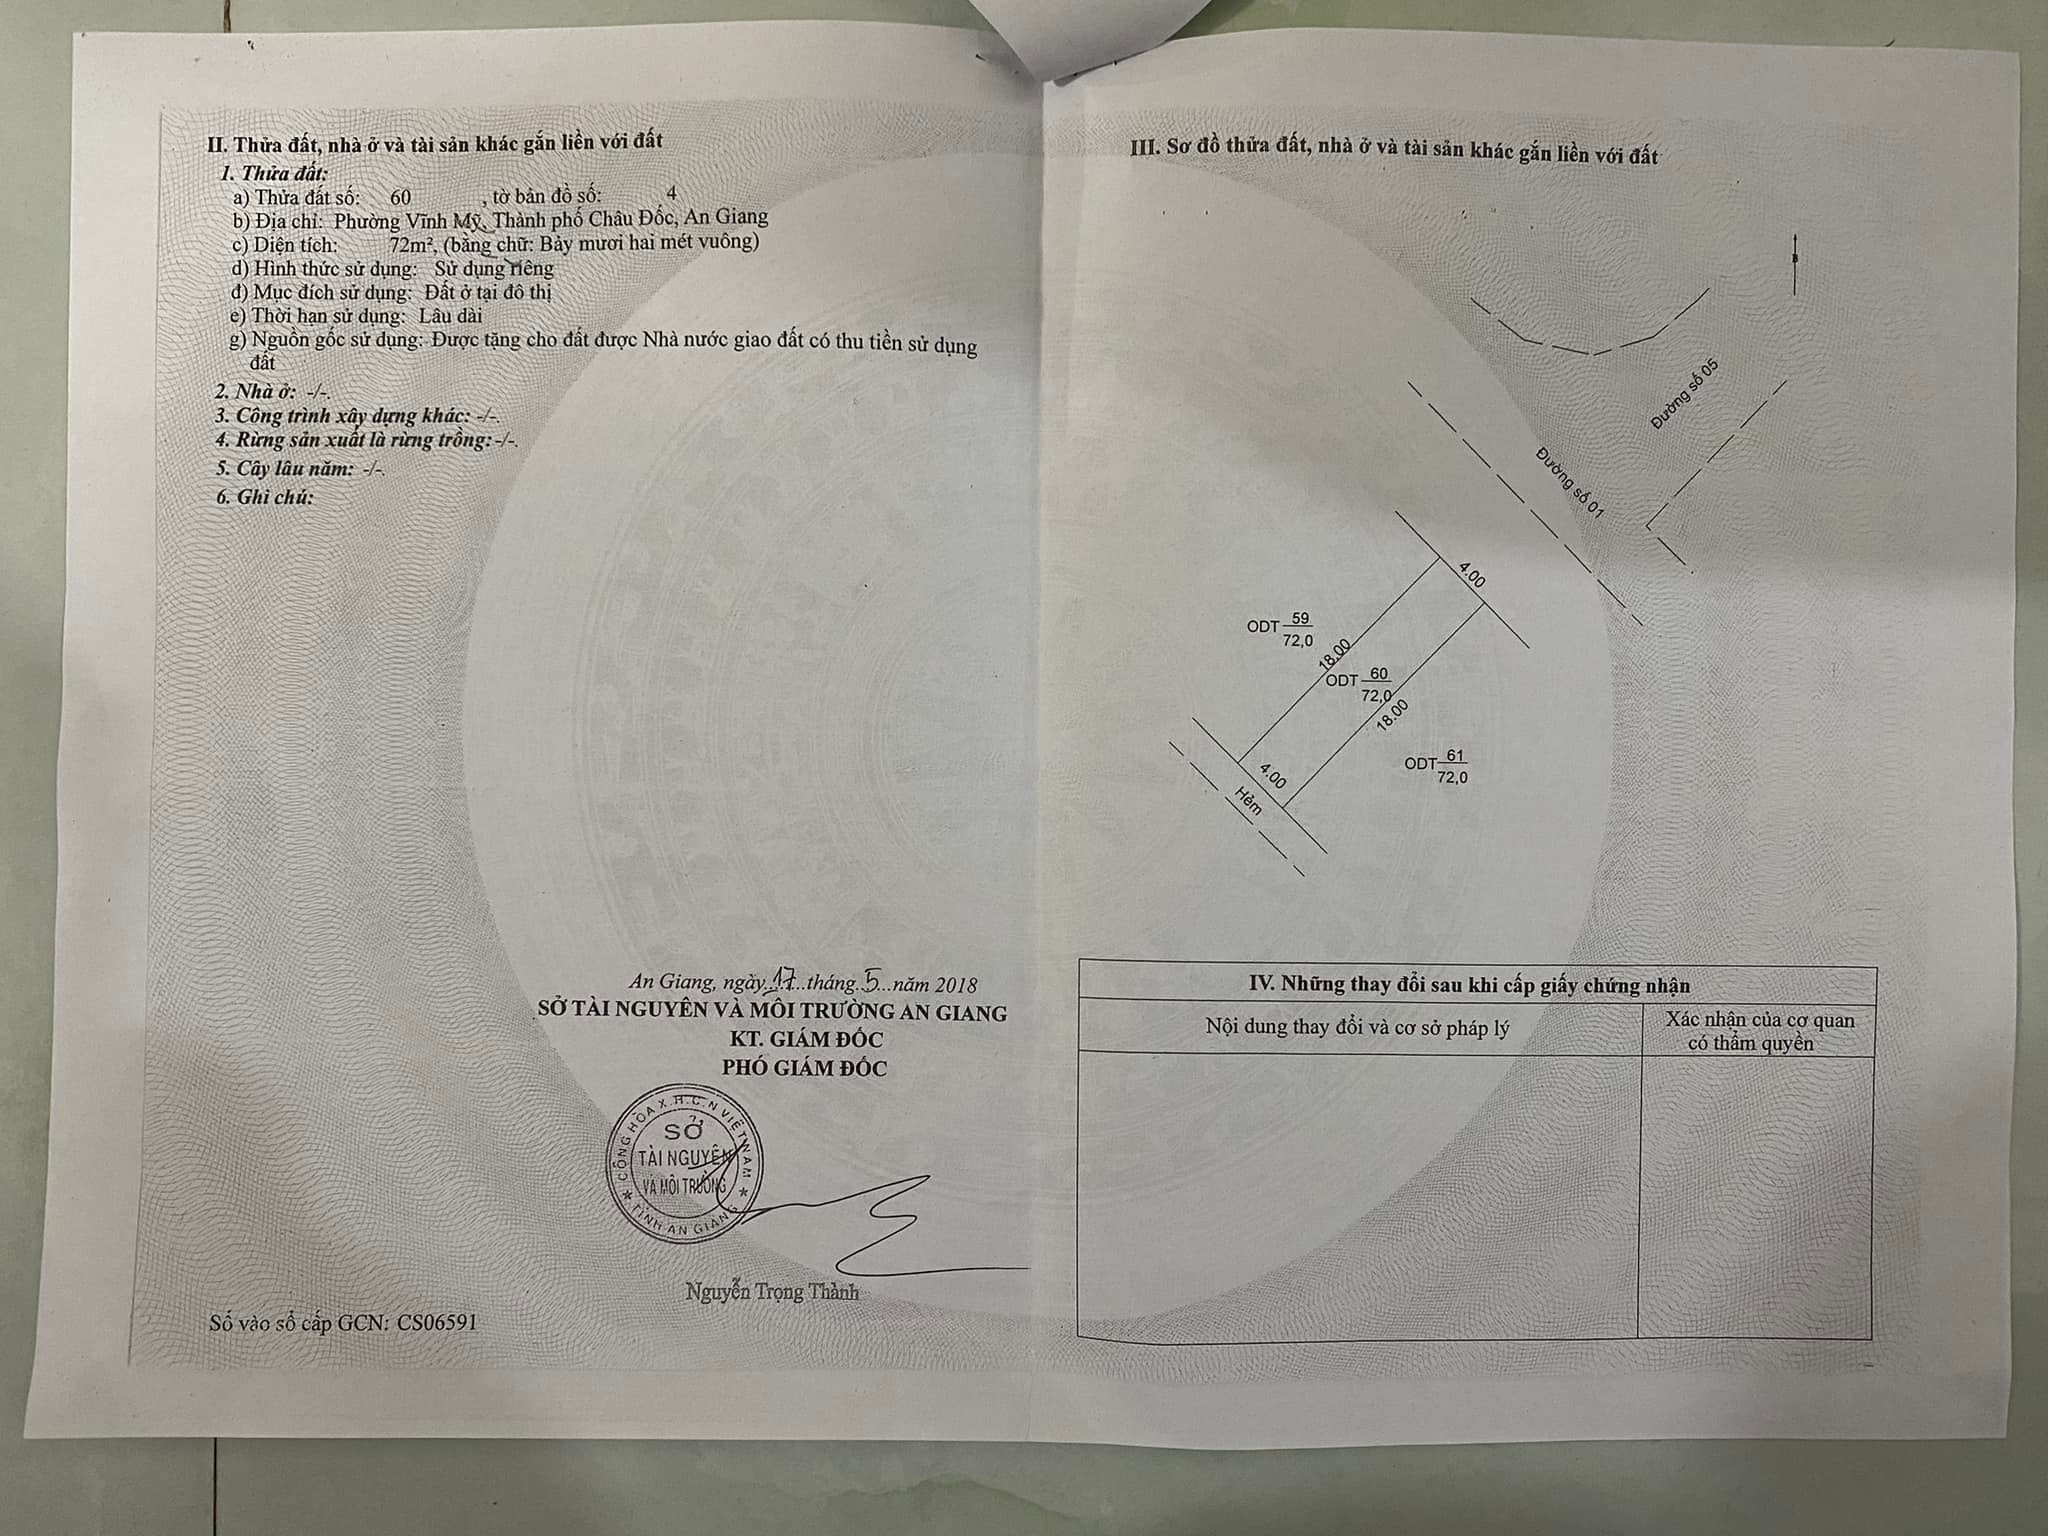 II. Thửa đất, nhà ở và tài sản khác gắn liền với đất
1. Thửa đất:
a) Thửa đất số: 60 , tờ bản đồ số: 4
b) Địa chỉ: Phường Vĩnh Mỹ, Thành phố Châu Đốc, An Giang
c) Diện tích: 72m², (bằng chữ: Bảy mươi hai mét vuông)
d) Hình thức sử dụng: Sử dụng riêng
đ) Mục đích sử dụng: Đất ở tại đô thị
e) Thời hạn sử dụng: Lâu dài
g) Nguồn gốc sử dụng: Được tặng cho đất được Nhà nước giao đất có thu tiền sử dụng
đất
2. Nhà ở: -/-.
3. Công trình xây dựng khác: -/-.
4. Rừng sản xuất là rừng trồng: -/-.
5. Cây lâu năm: -/-.
6. Ghi chú:
An Giang, ngày 17 tháng 5 năm 2018
SỞ TÀI NGUYÊN VÀ MÔI TRƯỜNG AN GIANG
KT. GIÁM ĐỐC
PHÓ GIÁM ĐỐC
CỘNG HÒA X.H.C.N VIỆT NAM
SỞ
TÀI NGUYÊN
VÀ MÔI TRƯỜNG
★ TỈNH AN GIANG ★
Nguyễn Trọng Thành
Số vào sổ cấp GCN: CS06591
III. Sơ đồ thửa đất, nhà ở và tài sản khác gắn liền với đất
B
Đường số 05
Đường số 01
4.00
ODT 59
72,0
18.00
ODT 60
72,0
18.00
ODT 61
72,0
4.00
Hẻm
IV. Những thay đổi sau khi cấp giấy chứng nhận
Nội dung thay đổi và cơ sở pháp lý
Xác nhận của cơ quan
có thẩm quyền